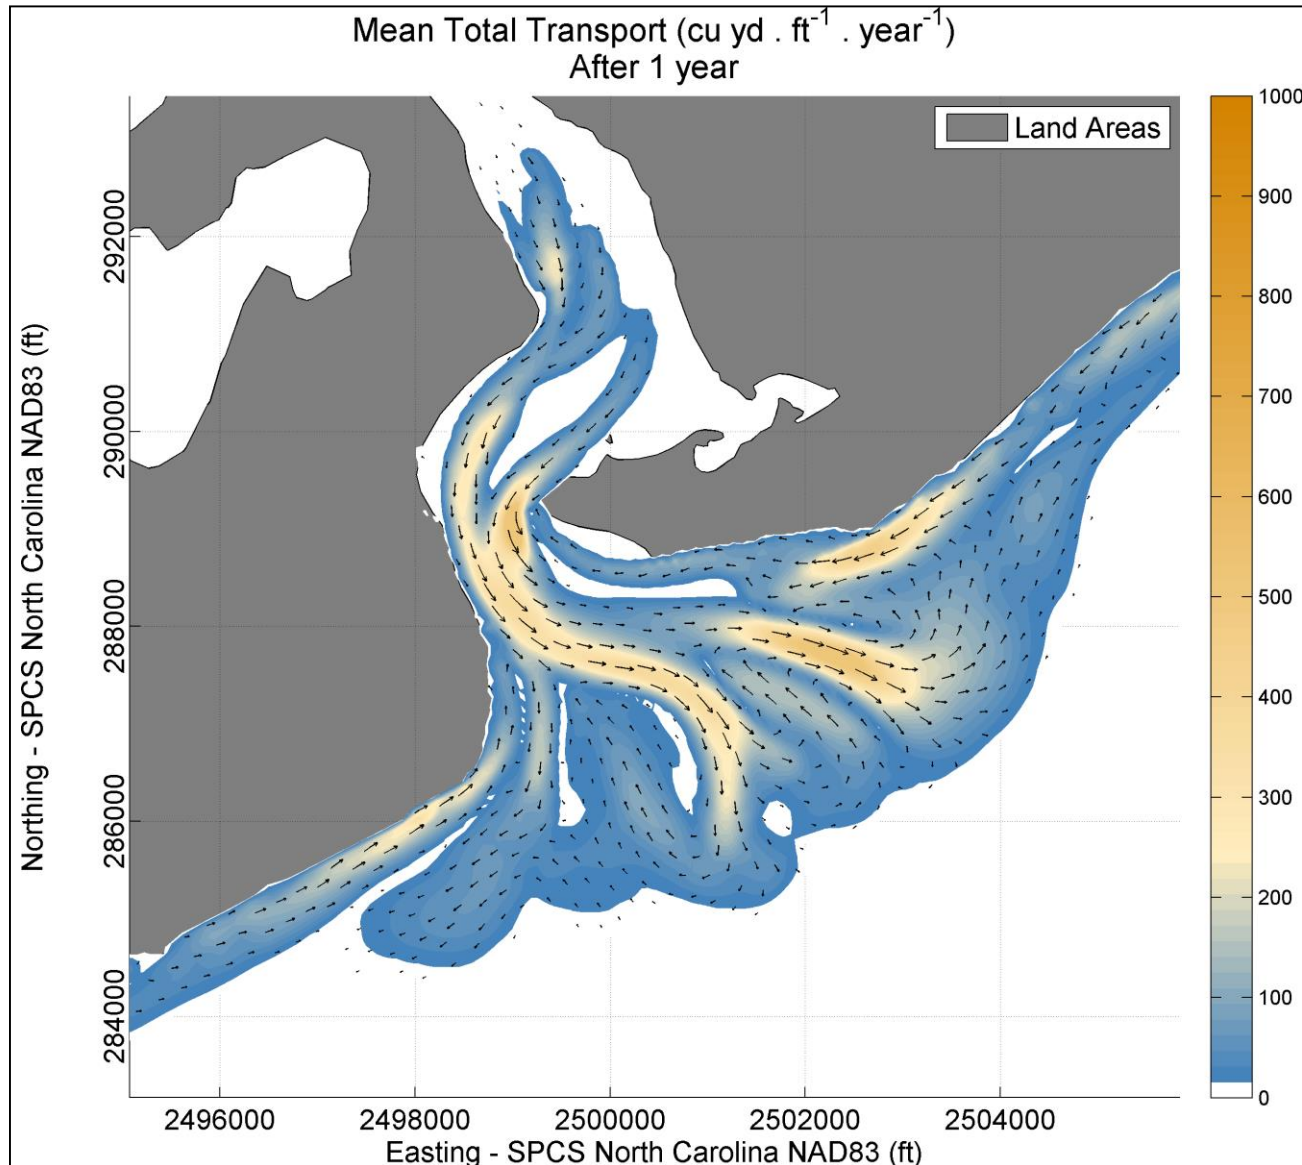 Mean Total Transport (cu yd . ft⁻¹ . year⁻¹)
After 1 year
Land Areas
1000
900
800
700
600
500
400
300
200
100
0
Northing - SPCS North Carolina NAD83 (ft)
292000
290000
288000
286000
284000
2496000 2498000 2500000 2502000 2504000
Easting - SPCS North Carolina NAD83 (ft)